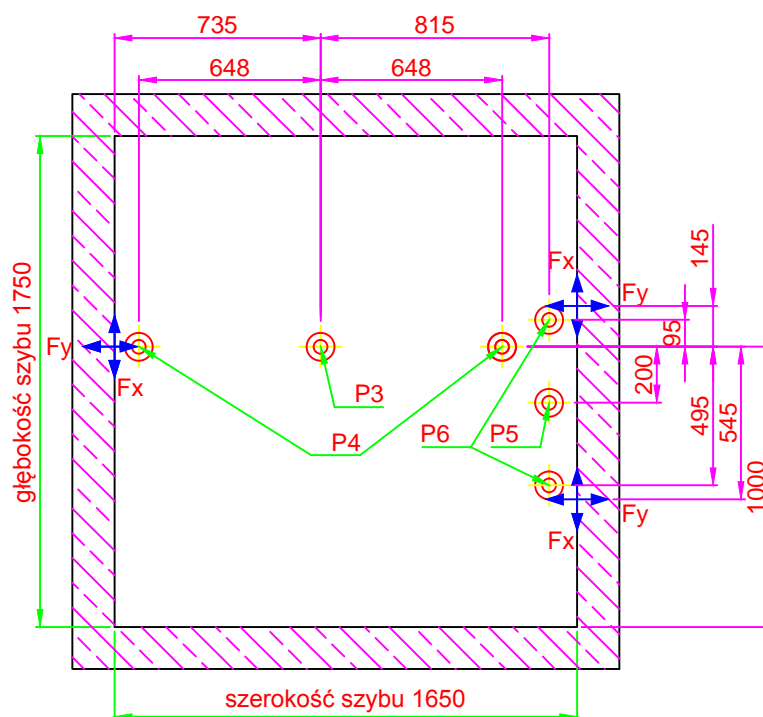 735
815
648
648
145
Fx
Fy
95
Fy
Fx
200
P3
głębokość szybu 1750
P4
P6
P5
495
545
1000
Fy
Fx
szerokość szybu 1650